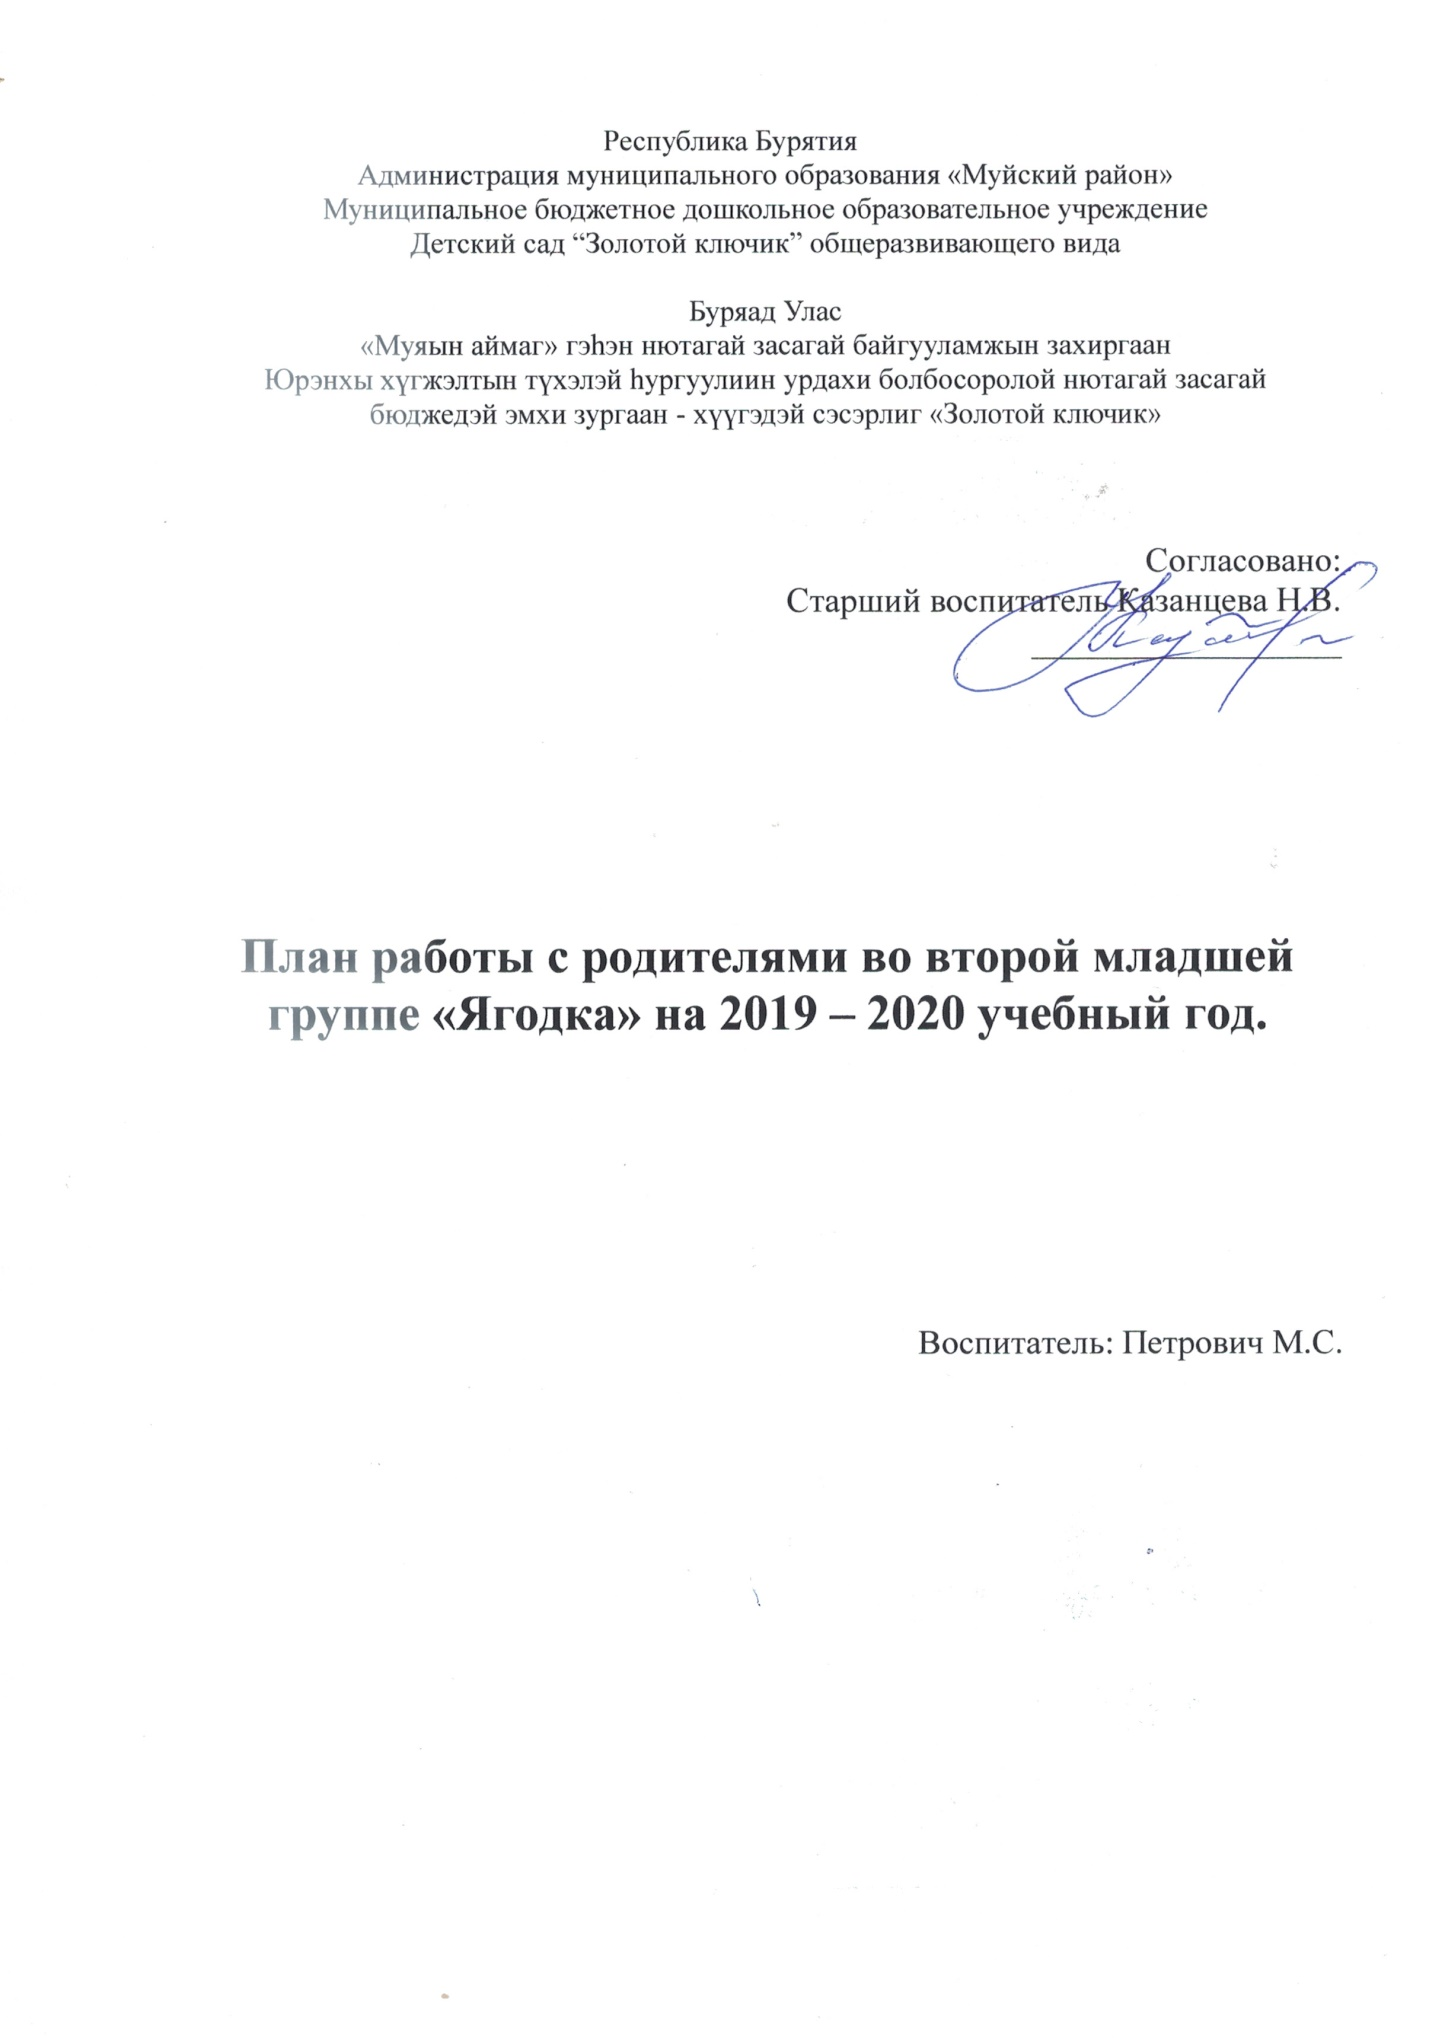 Республика Бурятия
Администрация муниципального образования «Муйский район»
Муниципальное бюджетное дошкольное образовательное учреждение
Детский сад “Золотой ключик” общеразвивающего вида
Буряад Улас
«Муяын аймаг» гэһэн нютагай засагай байгууламжын захиргаан
Юрэнхы хүгжэлтын түхэлэй һургуулиин урдахи болбосоролой нютагай засагай
бюджедэй эмхи зургаан - хүүгэдэй сэсэрлиг «Золотой ключик»
Согласовано:
Старший воспитатель Казанцева Н.В.
План работы с родителями во второй младшей
группе «Ягодка» на 2019 – 2020 учебный год.
Воспитатель: Петрович М.С.